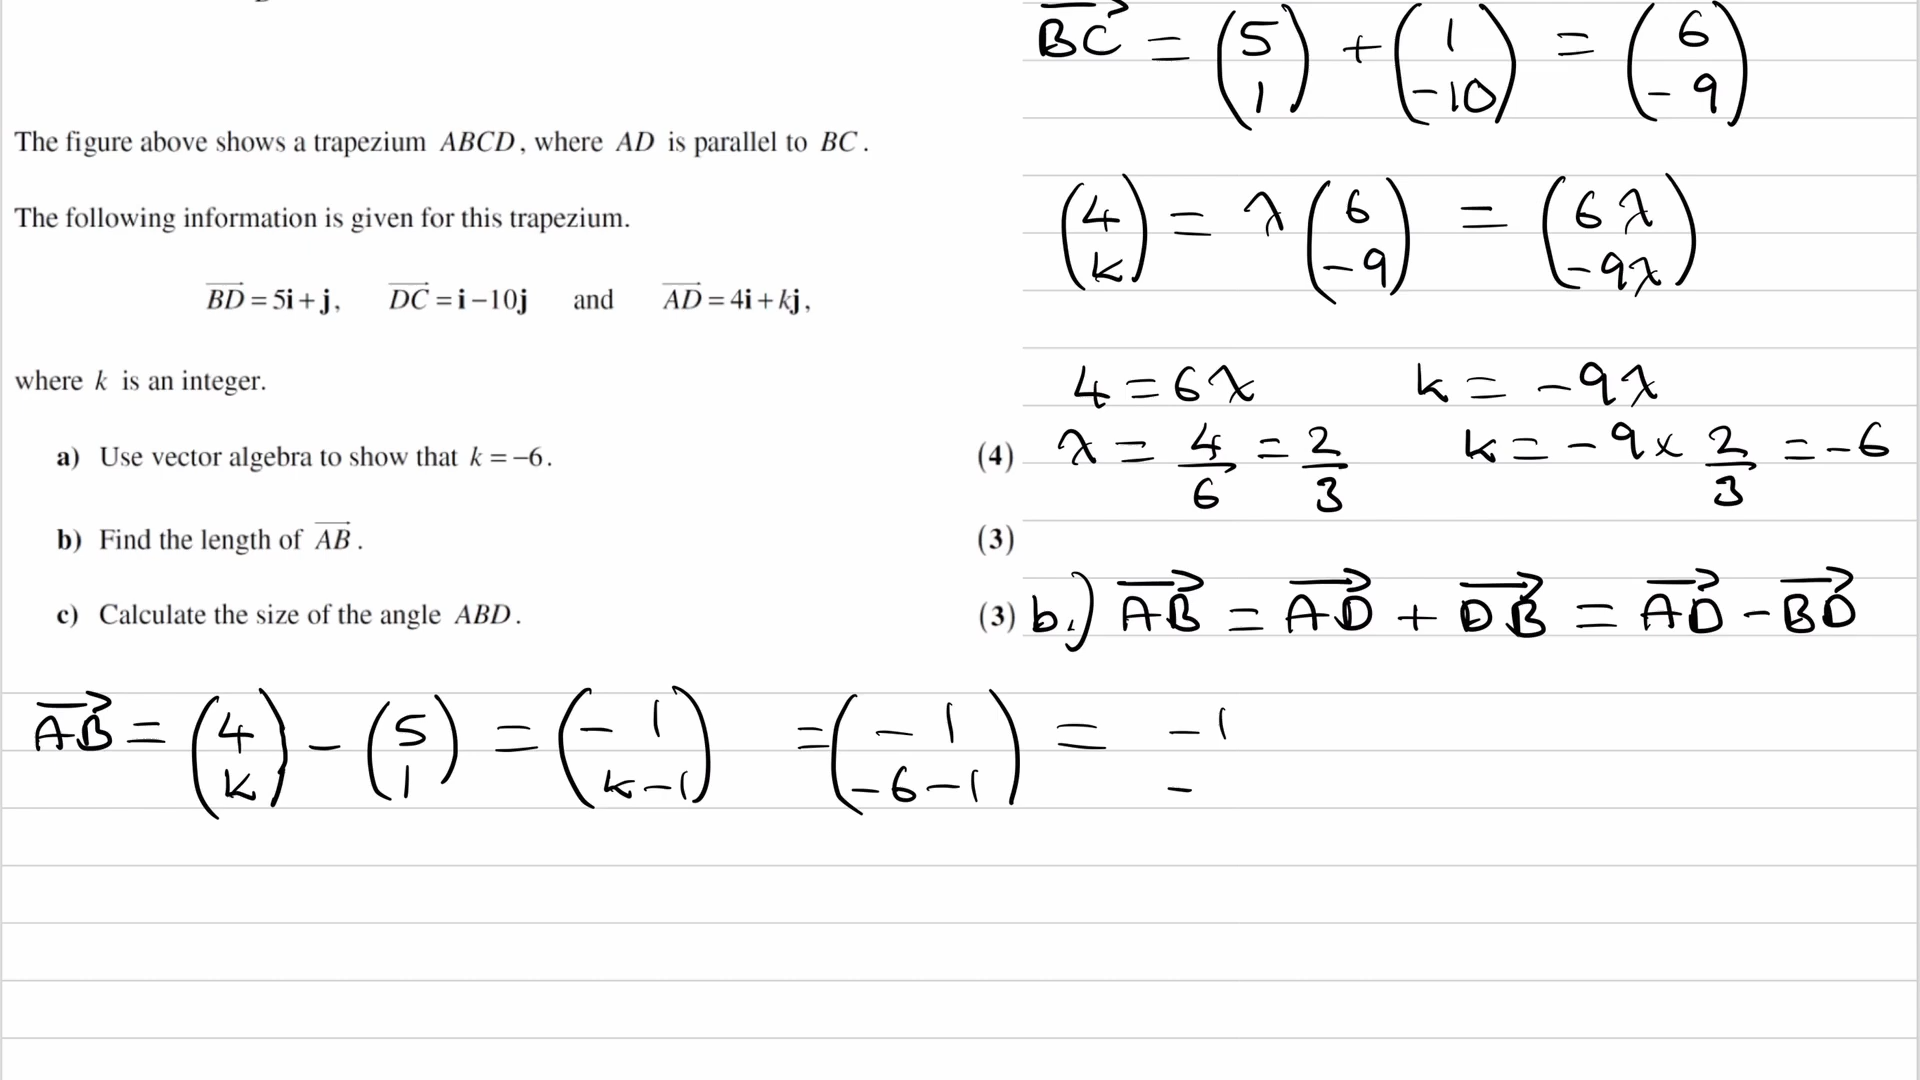 The figure above shows a trapezium ABCD, where AD is parallel to BC.
The following information is given for this trapezium.
→BD = 5i + j, →DC = i − 10j and →AD = 4i + kj,
where k is an integer.
a) Use vector algebra to show that k = −6. (4)
b) Find the length of →AB. (3)
c) Calculate the size of the angle ABD. (3)
→BC = (5 1) + (1 −10) = (6 −9)
(4 k) = λ (6 −9) = (6λ −9λ)
4 = 6λ k = −9λ
λ = 4/6 = 2/3 k = −9 × 2/3 = −6
b.) →AB = →AD + →DB = →AD − →BD
→AB = (4 k) − (5 1) = (−1 k−1) = (−1 −6−1) = −1 −